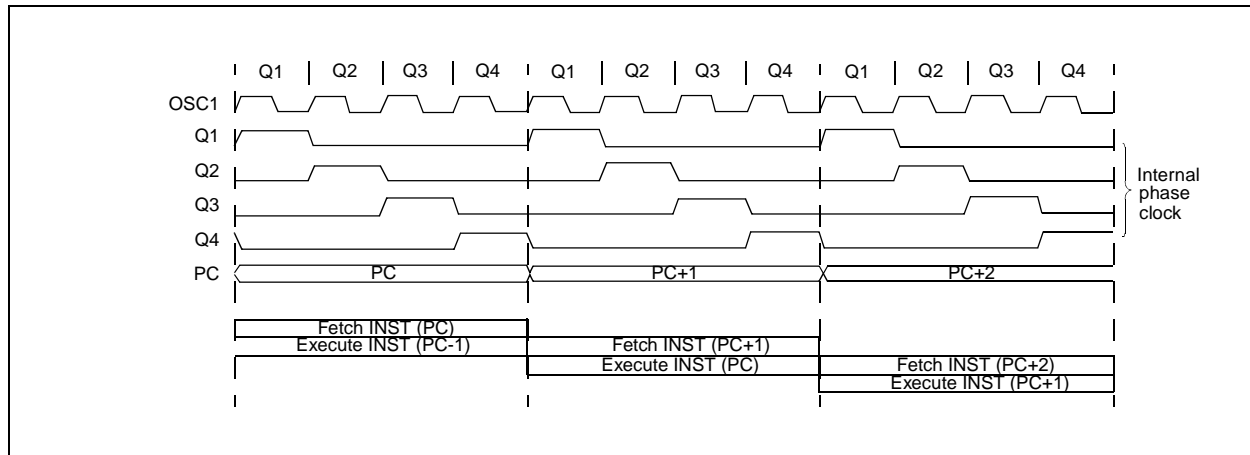 Q1 Q2 Q3 Q4 Q1 Q2 Q3 Q4 Q1 Q2 Q3 Q4
OSC1
Q1
Q2
Q3
Q4
Internal
phase
clock
PC PC PC+1 PC+2
Fetch INST (PC)
Execute INST (PC-1) Fetch INST (PC+1)
Execute INST (PC) Fetch INST (PC+2)
Execute INST (PC+1)